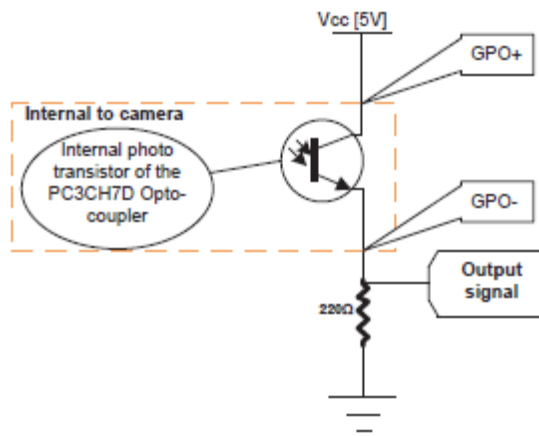 Vcc [5V]
GPO+
Internal to camera
Internal photo
transistor of the
PC3CH7D Opto-
coupler
GPO-
Output
signal
220Ω